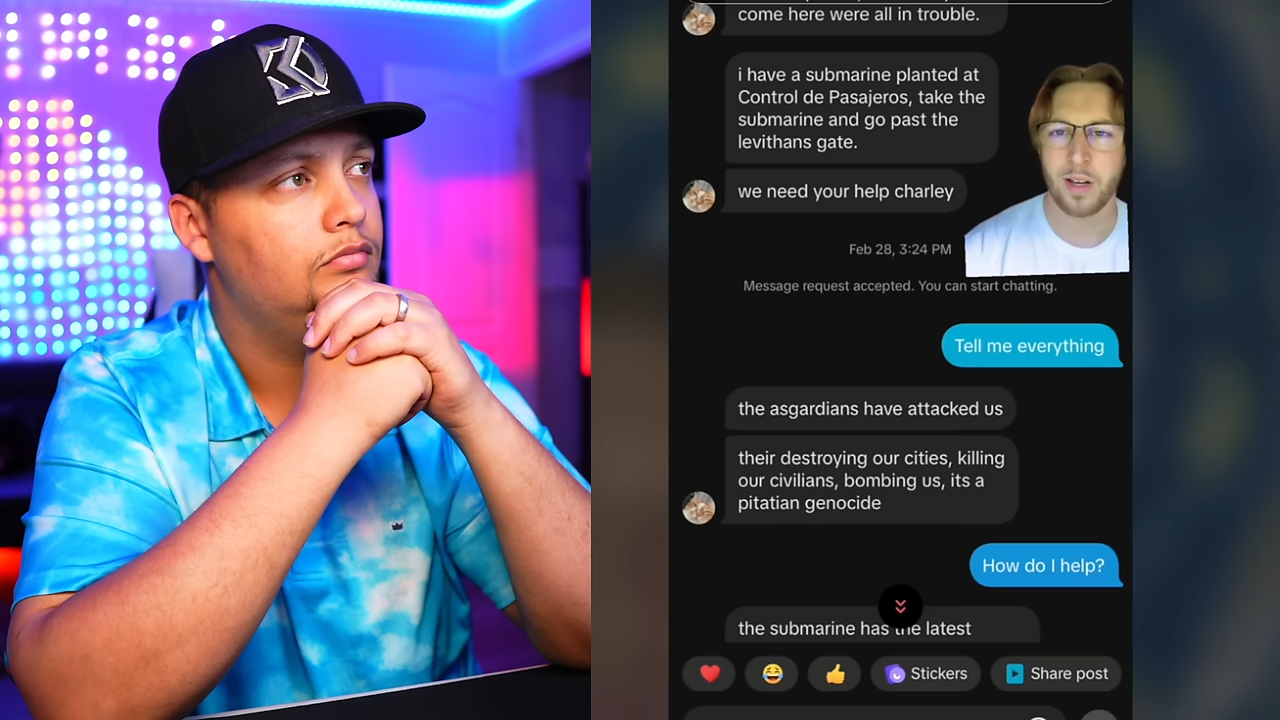 come here were all in trouble.
i have a submarine planted at
Control de Pasajeros, take the
submarine and go past the
levithans gate.
we need your help charley
Feb 28, 3:24 PM
Message request accepted. You can start chatting.
Tell me everything
the asgardians have attacked us
their destroying our cities, killing
our civilians, bombing us, its a
pitatian genocide
How do I help?
the submarine has the latest
Stickers
Share post